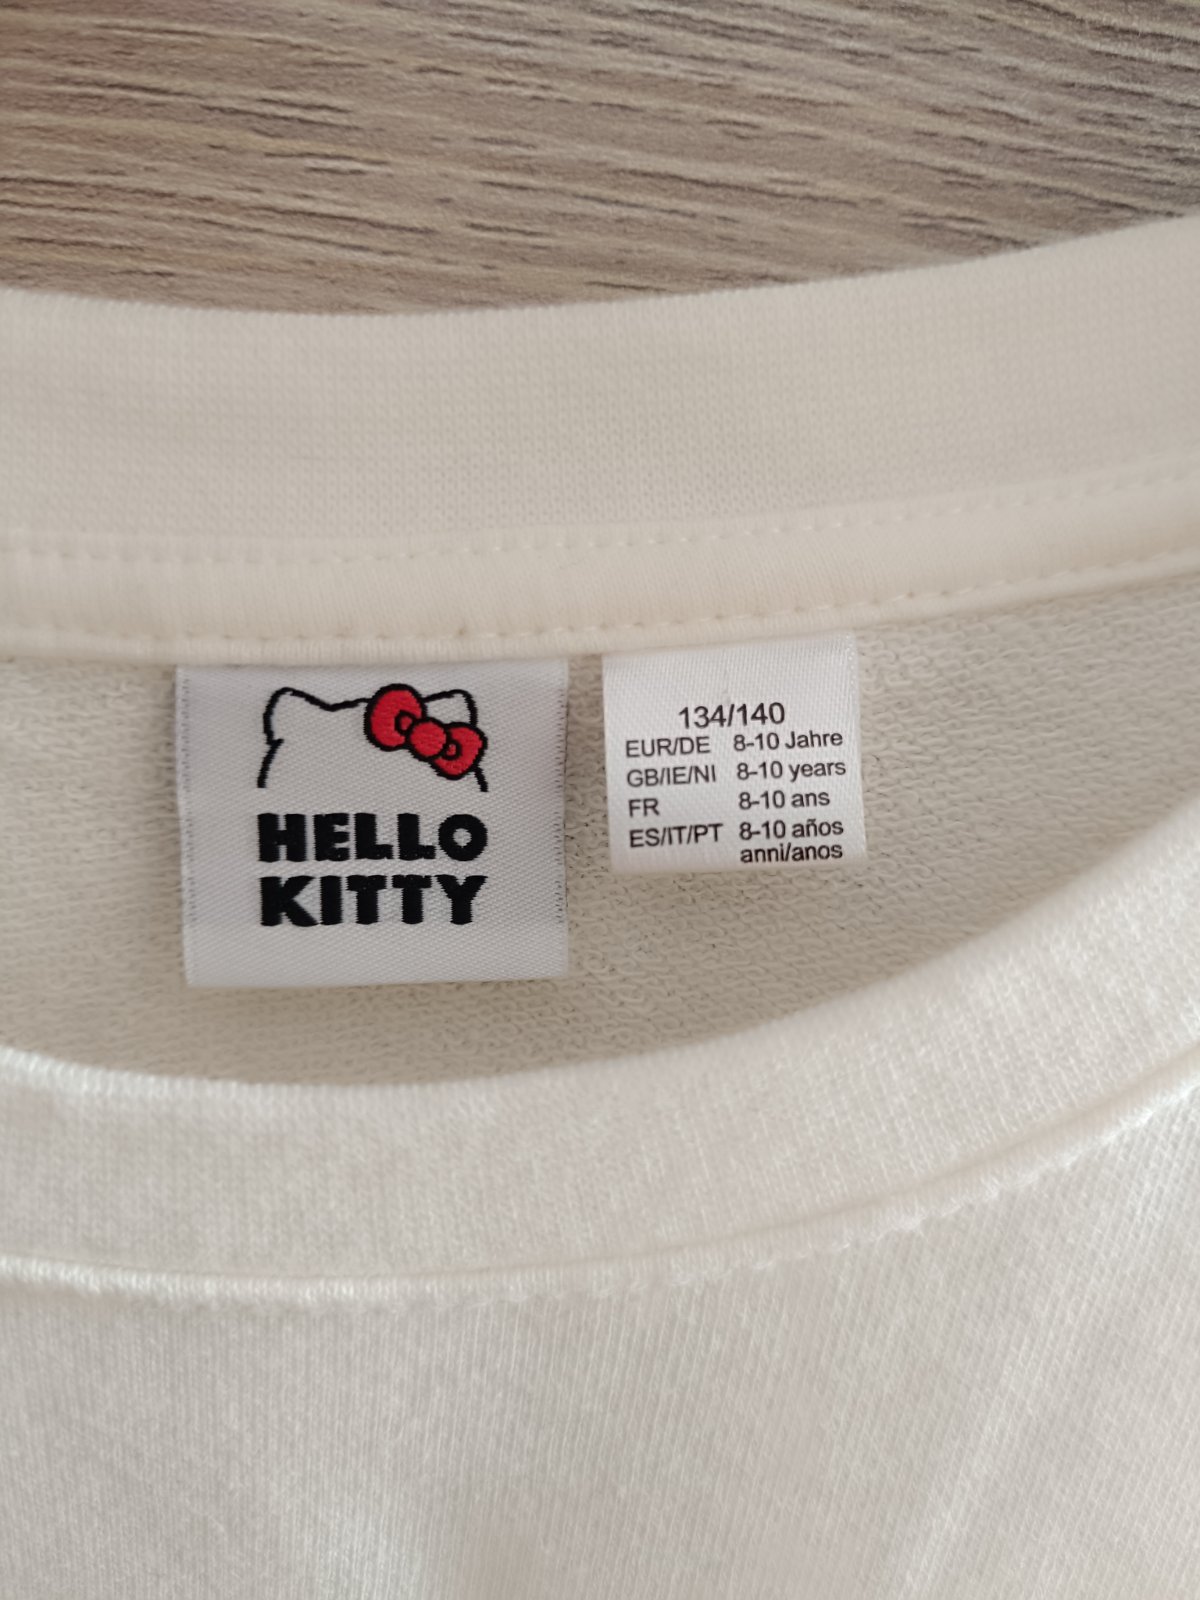 HELLO
KITTY
134/140
EUR/DE 8-10 Jahre
GB/IE/NI 8-10 years
FR 8-10 ans
ES/IT/PT 8-10 años
anni/anos